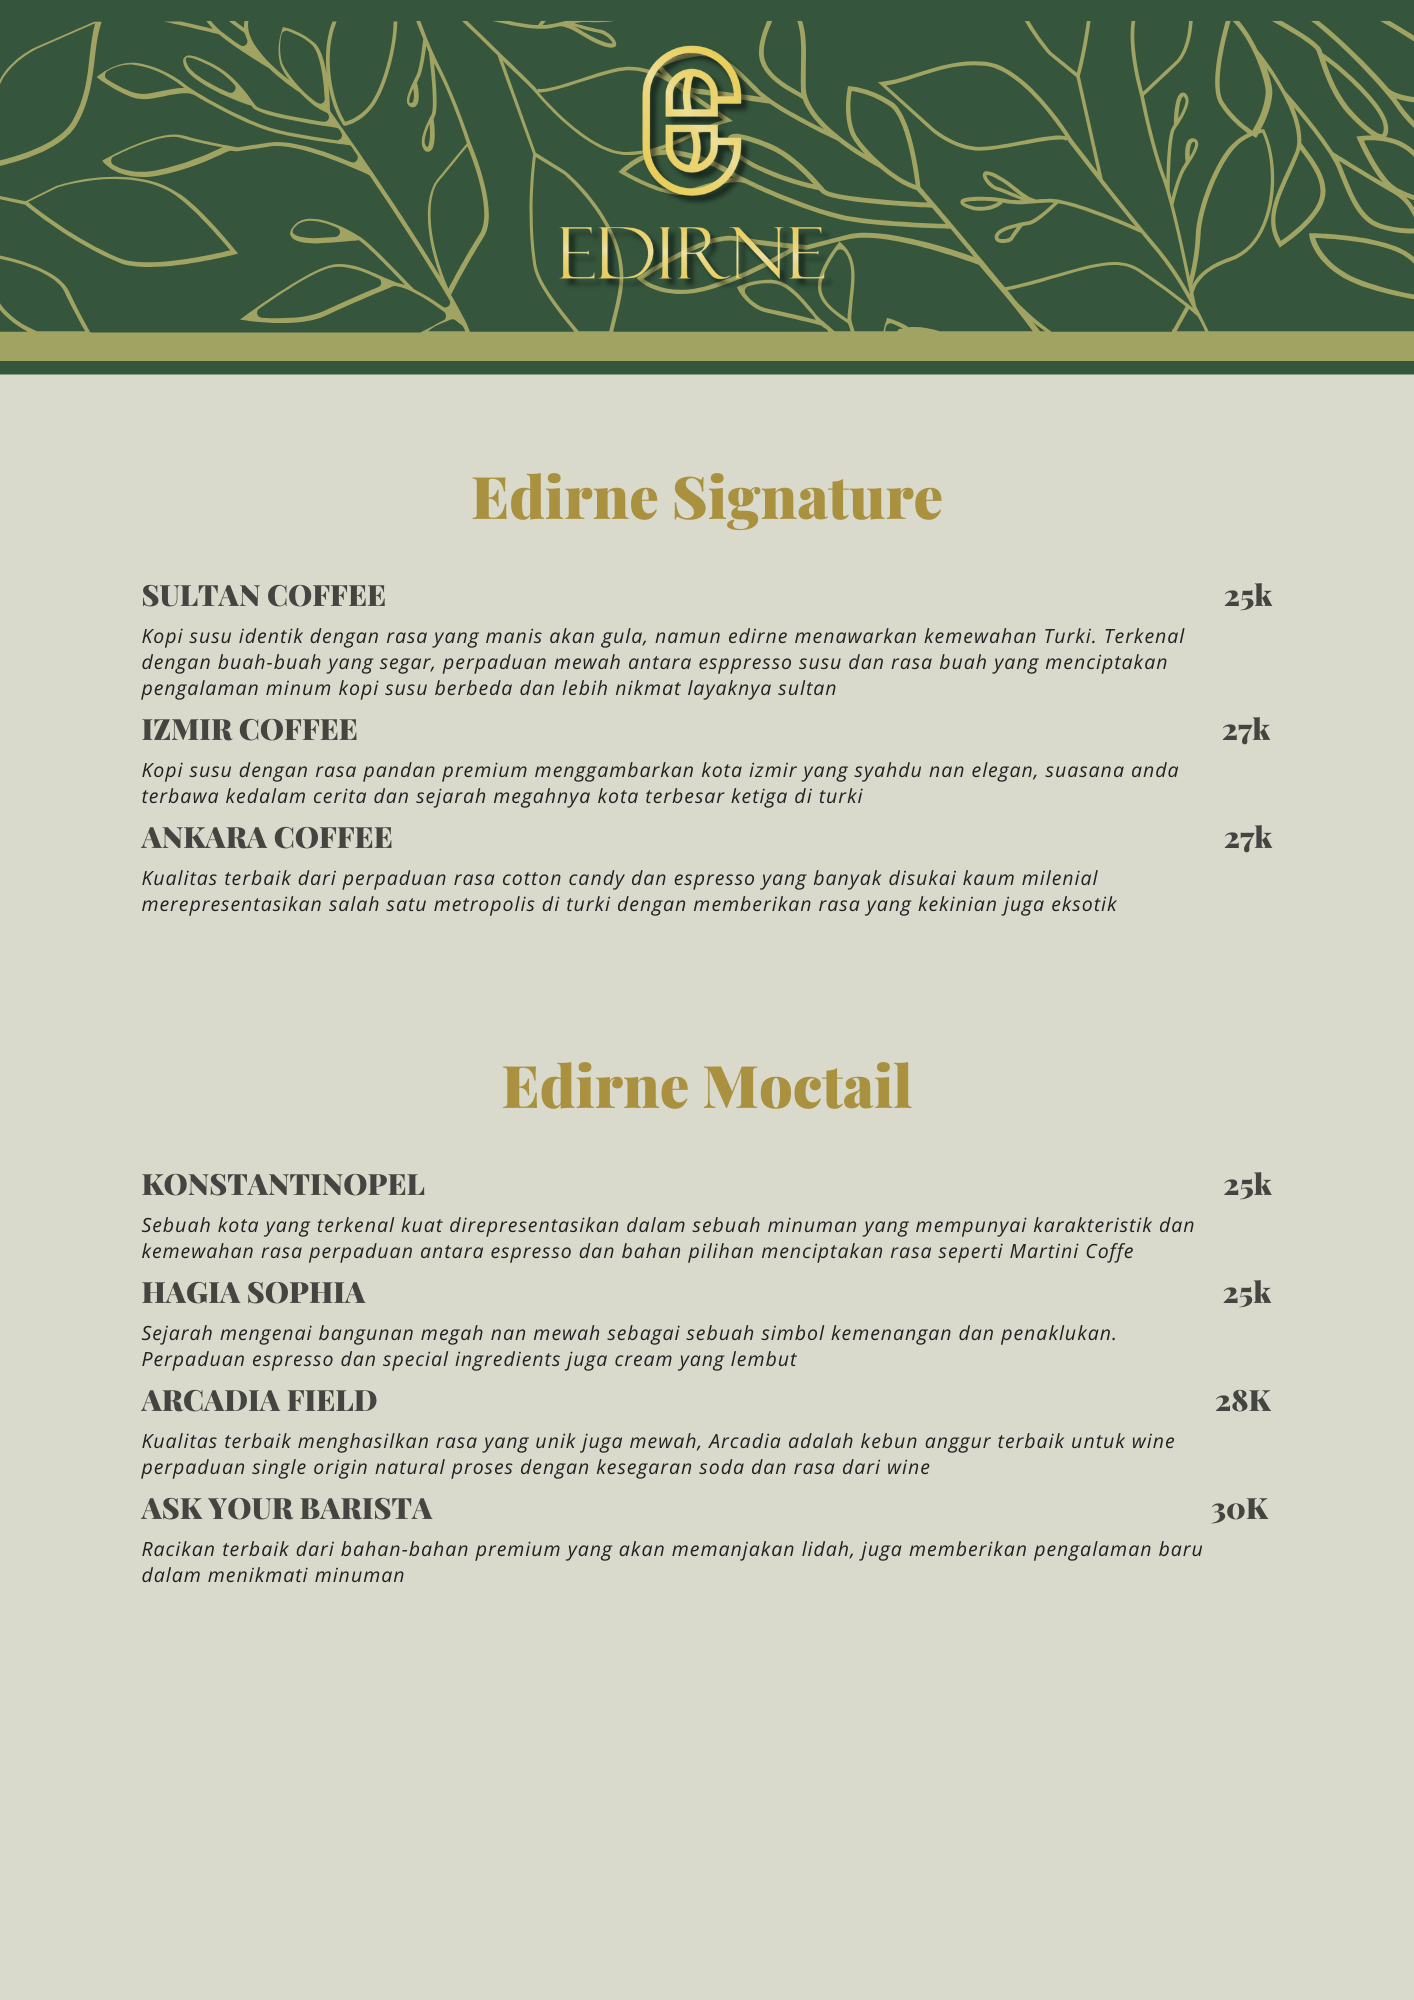 EDIRNE
Edirne Signature
SULTAN COFFEE 25k
Kopi susu identik dengan rasa yang manis akan gula, namun edirne menawarkan kemewahan Turki. Terkenal
dengan buah-buah yang segar, perpaduan mewah antara esppresso susu dan rasa buah yang menciptakan
pengalaman minum kopi susu berbeda dan lebih nikmat layaknya sultan
IZMIR COFFEE 27k
Kopi susu dengan rasa pandan premium menggambarkan kota izmir yang syahdu nan elegan, suasana anda
terbawa kedalam cerita dan sejarah megahnya kota terbesar ketiga di turki
ANKARA COFFEE 27k
Kualitas terbaik dari perpaduan rasa cotton candy dan espresso yang banyak disukai kaum milenial
merepresentasikan salah satu metropolis di turki dengan memberikan rasa yang kekinian juga eksotik
Edirne Moctail
KONSTANTINOPEL 25k
Sebuah kota yang terkenal kuat direpresentasikan dalam sebuah minuman yang mempunyai karakteristik dan
kemewahan rasa perpaduan antara espresso dan bahan pilihan menciptakan rasa seperti Martini Coffe
HAGIA SOPHIA 25k
Sejarah mengenai bangunan megah nan mewah sebagai sebuah simbol kemenangan dan penaklukan.
Perpaduan espresso dan special ingredients juga cream yang lembut
ARCADIA FIELD 28K
Kualitas terbaik menghasilkan rasa yang unik juga mewah, Arcadia adalah kebun anggur terbaik untuk wine
perpaduan single origin natural proses dengan kesegaran soda dan rasa dari wine
ASK YOUR BARISTA 30K
Racikan terbaik dari bahan-bahan premium yang akan memanjakan lidah, juga memberikan pengalaman baru
dalam menikmati minuman